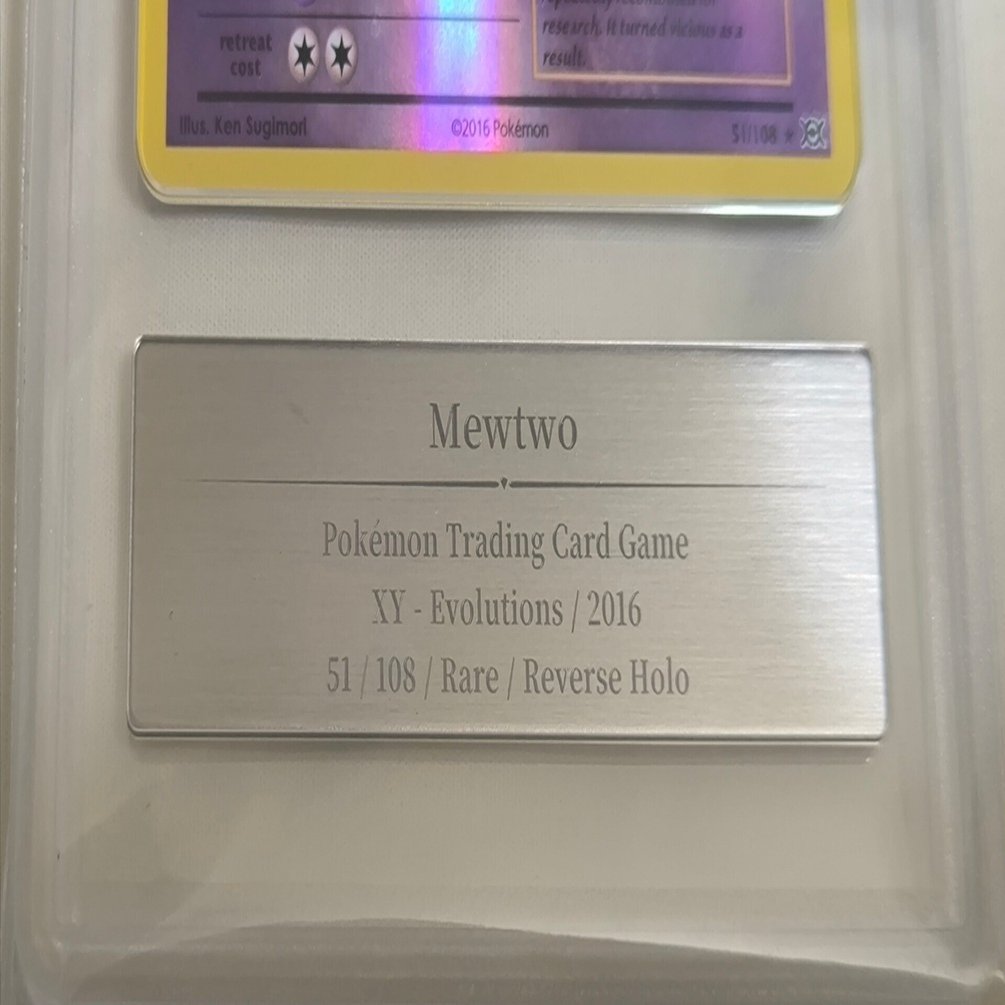 research. It turned vicious as a
result.
retreat
cost
Illus. Ken Sugimori
©2016 Pokémon
51/108 ★
Mewtwo
Pokémon Trading Card Game
XY - Evolutions / 2016
51 / 108 / Rare / Reverse Holo